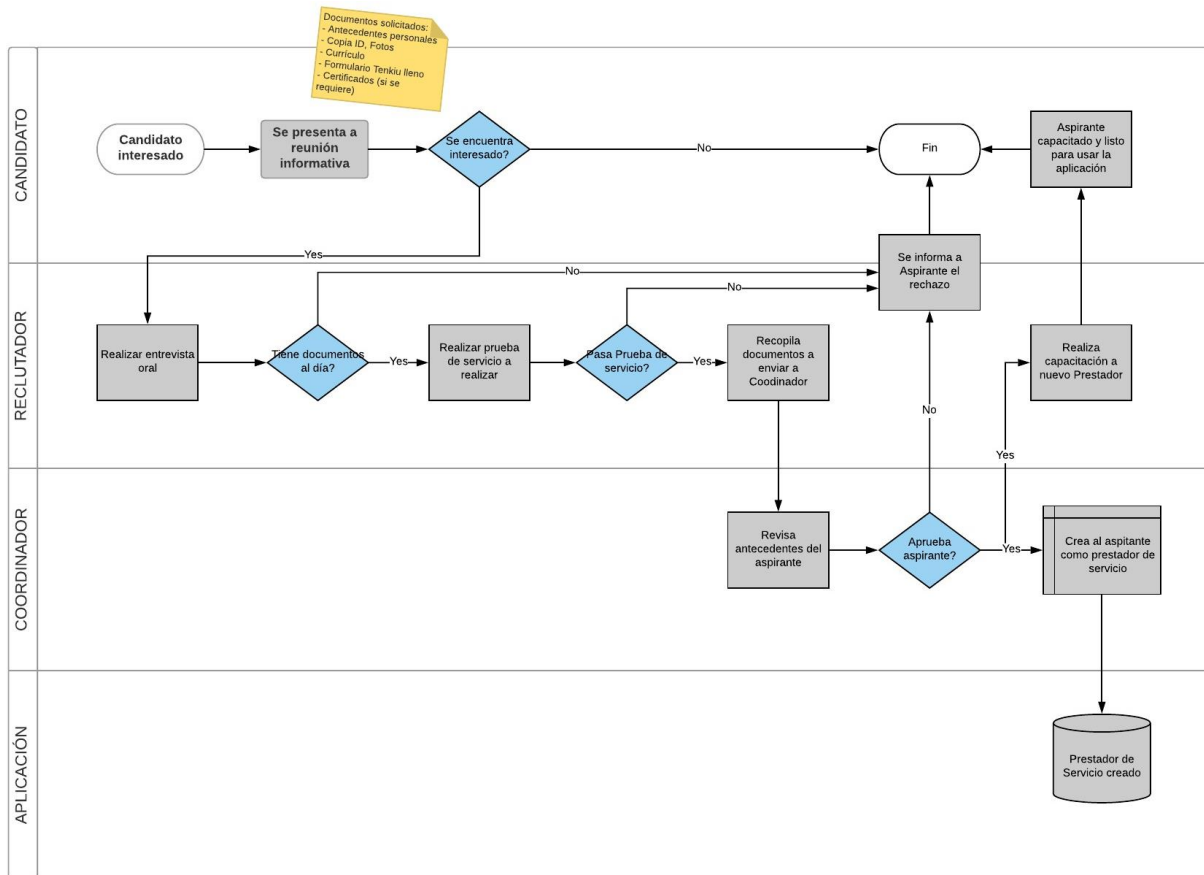 Documentos solicitados:
- Antecedentes personales
- Copia ID, Fotos
- Currículo
- Formulario Tenkiu lleno
- Certificados (si se
requiere)
CANDIDATO
Candidato
interesado
Se presenta a
reunión
informativa
Se encuentra
interesado?
No
Fin
Aspirante
capacitado y listo
para usar la
aplicación
Yes
Se informa a
Aspirante el
rechazo
RECLUTADOR
No
No
Realizar entrevista
oral
Tiene documentos
al día?
Yes
Realizar prueba
de servicio a
realizar
Pasa Prueba de
servicio?
Yes
Recopila
documentos a
enviar a
Coodinador
Realiza
capacitación a
nuevo Prestador
No
Yes
COORDINADOR
Revisa
antecedentes del
aspirante
Aprueba
aspirante?
Yes
Crea al aspitante
como prestador de
servicio
APLICACIÓN
Prestador de
Servicio creado